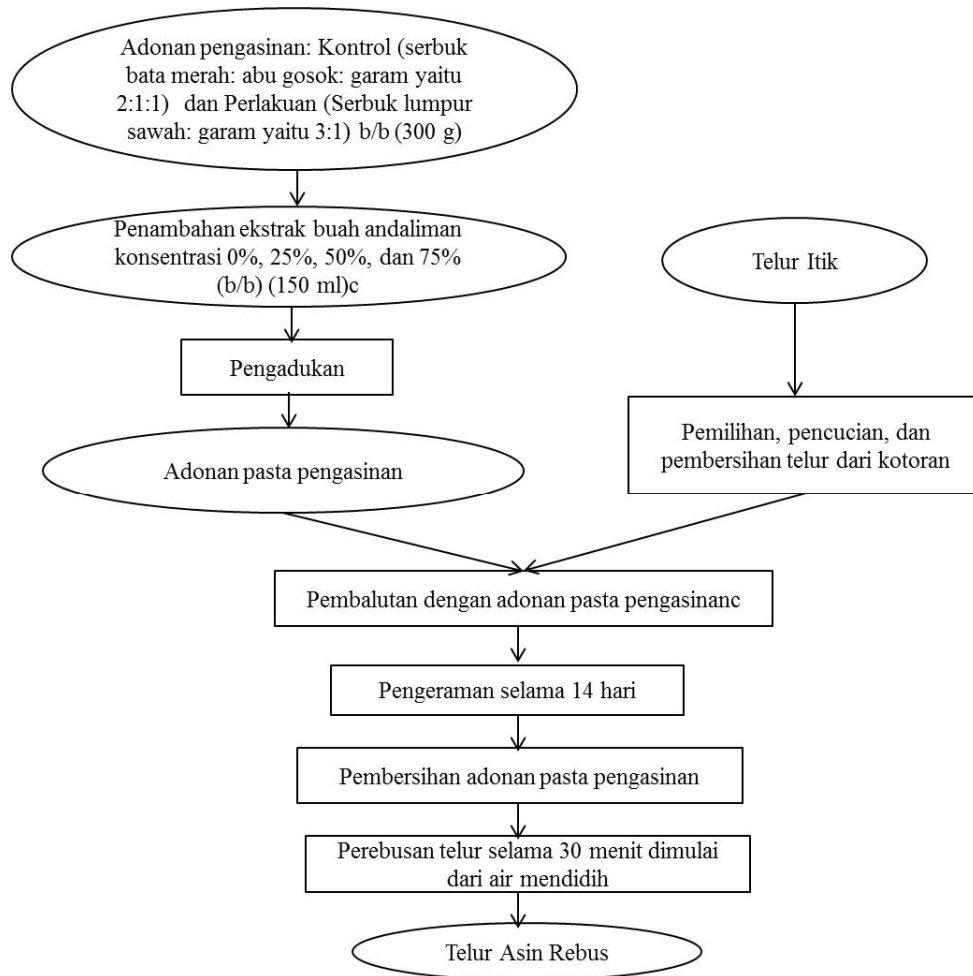 Adonan pengasinan: Kontrol (serbuk
bata merah: abu gosok: garam yaitu
2:1:1) dan Perlakuan (Serbuk lumpur
sawah: garam yaitu 3:1) b/b (300 g)
Penambahan ekstrak buah andaliman
konsentrasi 0%, 25%, 50%, dan 75%
(b/b) (150 ml)c
Telur Itik
Pengadukan
Pemilihan, pencucian, dan
pembersihan telur dari kotoran
Adonan pasta pengasinan
Pembalutan dengan adonan pasta pengasinanc
Pengeraman selama 14 hari
Pembersihan adonan pasta pengasinan
Perebusan telur selama 30 menit dimulai
dari air mendidih
Telur Asin Rebus